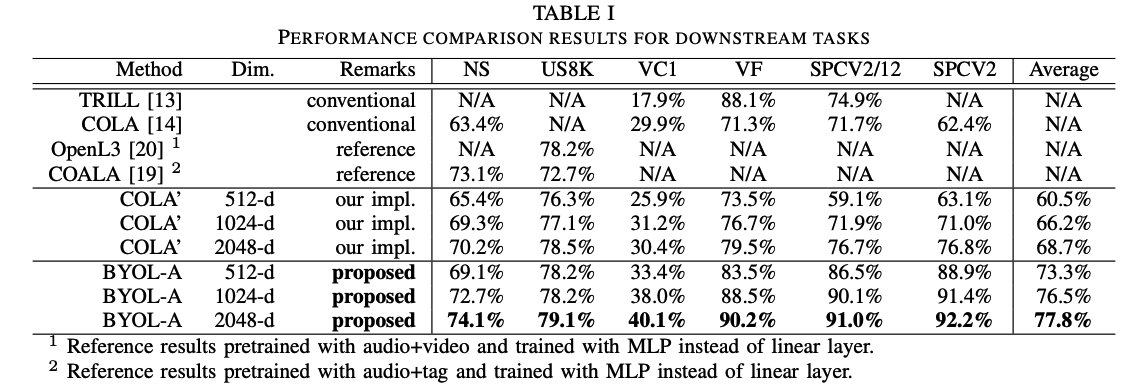 TABLE I
PERFORMANCE COMPARISON RESULTS FOR DOWNSTREAM TASKS
Method Dim. Remarks NS US8K VC1 VF SPCV2/12 SPCV2 Average
TRILL [13] conventional N/A N/A 17.9% 88.1% 74.9% N/A N/A
COLA [14] conventional 63.4% N/A 29.9% 71.3% 71.7% 62.4% N/A
OpenL3 [20] 1 reference N/A 78.2% N/A N/A N/A N/A N/A
COALA [19] 2 reference 73.1% 72.7% N/A N/A N/A N/A N/A
COLA' 512-d our impl. 65.4% 76.3% 25.9% 73.5% 59.1% 63.1% 60.5%
COLA' 1024-d our impl. 69.3% 77.1% 31.2% 76.7% 71.9% 71.0% 66.2%
COLA' 2048-d our impl. 70.2% 78.5% 30.4% 79.5% 76.7% 76.8% 68.7%
BYOL-A 512-d proposed 69.1% 78.2% 33.4% 83.5% 86.5% 88.9% 73.3%
BYOL-A 1024-d proposed 72.7% 78.2% 38.0% 88.5% 90.1% 91.4% 76.5%
BYOL-A 2048-d proposed 74.1% 79.1% 40.1% 90.2% 91.0% 92.2% 77.8%
1 Reference results pretrained with audio+video and trained with MLP instead of linear layer.
2 Reference results pretrained with audio+tag and trained with MLP instead of linear layer.